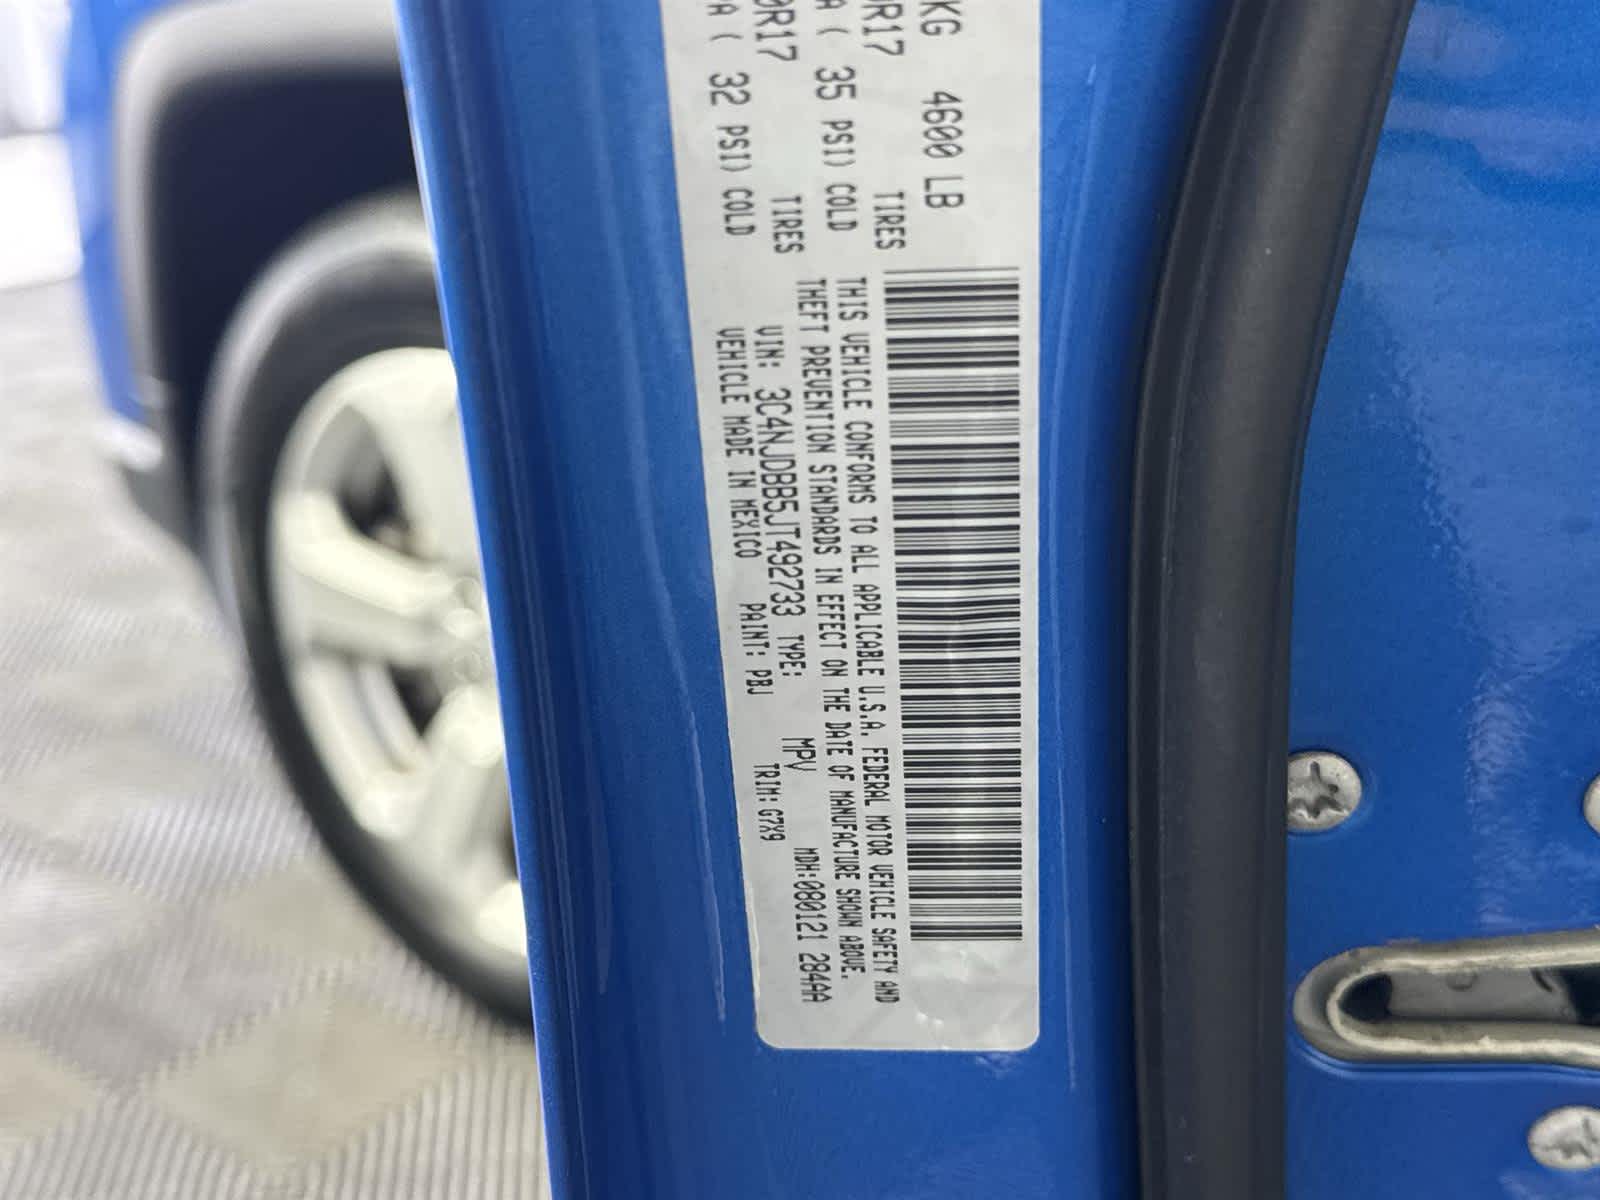 KG 4600 LB
0R17 TIRES
A ( 35 PSI) COLD
0R17 TIRES
PA ( 32 PSI) COLD
THIS VEHICLE CONFORMS TO ALL APPLICABLE U.S.A. FEDERAL MOTOR VEHICLE SAFETY AND
THEFT PREVENTION STANDARDS IN EFFECT ON THE DATE OF MANUFACTURE SHOWN ABOVE.
VIN: 3C4NJDBB5JT492733 TYPE: MPV MDH:080121 284AA
VEHICLE MADE IN MEXICO PAINT: PBJ TRIM: G7X9